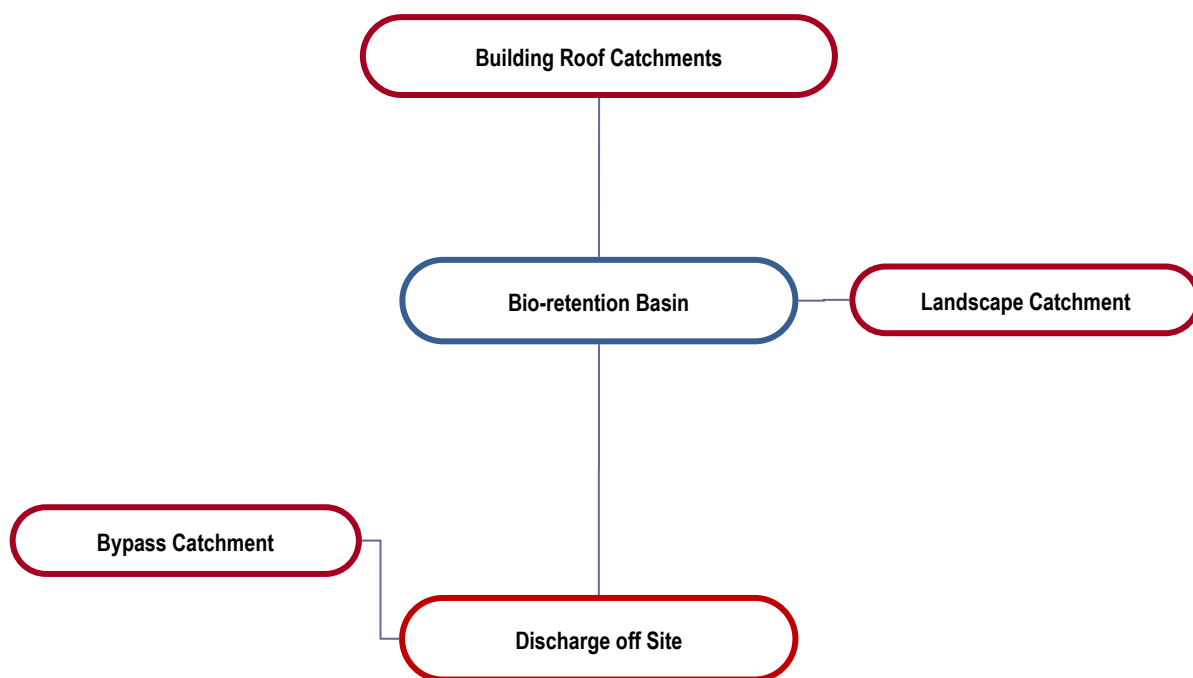 Building Roof Catchments
Bio-retention Basin
Landscape Catchment
Bypass Catchment
Discharge off Site